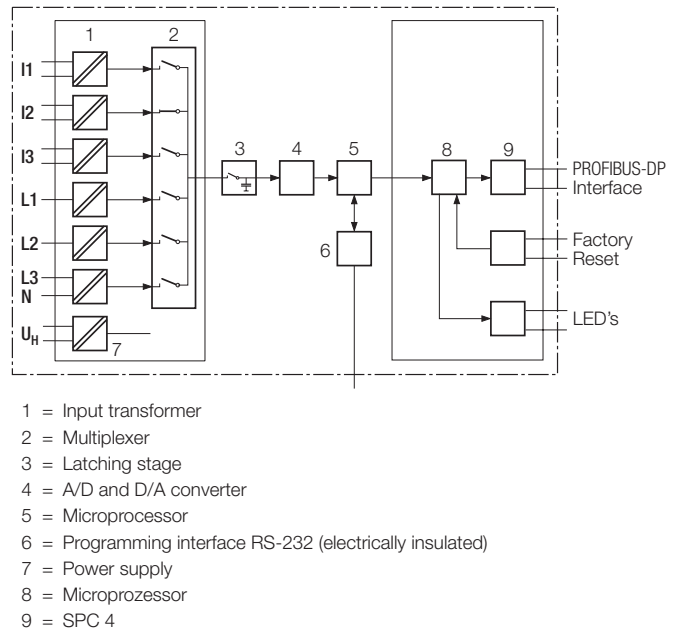 1 2
I1
I2
I3
L1
L2
L3
N
U_H
7
3 4 5
6
8 9
PROFIBUS-DP
Interface
Factory
Reset
LED's
1 = Input transformer
2 = Multiplexer
3 = Latching stage
4 = A/D and D/A converter
5 = Microprocessor
6 = Programming interface RS-232 (electrically insulated)
7 = Power supply
8 = Microprozessor
9 = SPC 4